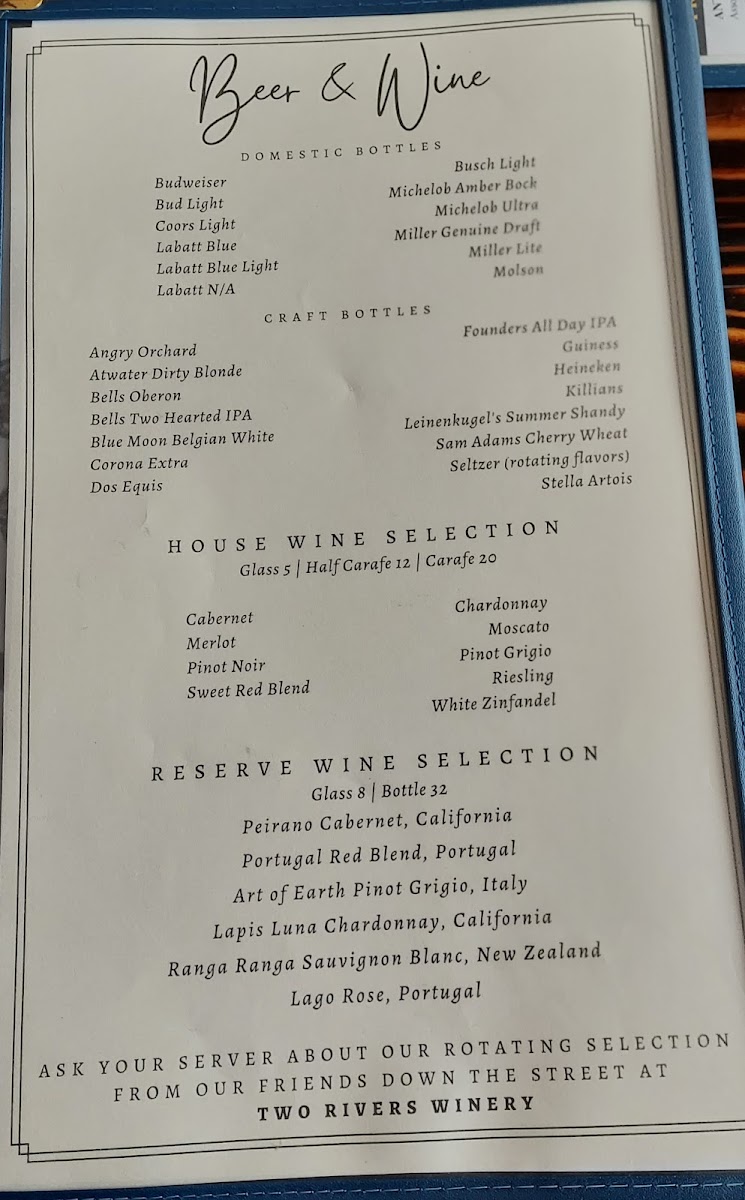 Beer & Wine
DOMESTIC BOTTLES
Budweiser
Bud Light
Coors Light
Labatt Blue
Labatt Blue Light
Labatt N/A
Busch Light
Michelob Amber Bock
Michelob Ultra
Miller Genuine Draft
Miller Lite
Molson
CRAFT BOTTLES
Angry Orchard
Atwater Dirty Blonde
Bells Oberon
Bells Two Hearted IPA
Blue Moon Belgian White
Corona Extra
Dos Equis
Founders All Day IPA
Guiness
Heineken
Killians
Leinenkugel's Summer Shandy
Sam Adams Cherry Wheat
Seltzer (rotating flavors)
Stella Artois
HOUSE WINE SELECTION
Glass 5 | Half Carafe 12 | Carafe 20
Cabernet
Merlot
Pinot Noir
Sweet Red Blend
Chardonnay
Moscato
Pinot Grigio
Riesling
White Zinfandel
RESERVE WINE SELECTION
Glass 8 | Bottle 32
Peirano Cabernet, California
Portugal Red Blend, Portugal
Art of Earth Pinot Grigio, Italy
Lapis Luna Chardonnay, California
Ranga Ranga Sauvignon Blanc, New Zealand
Lago Rose, Portugal
ASK YOUR SERVER ABOUT OUR ROTATING SELECTION
FROM OUR FRIENDS DOWN THE STREET AT
TWO RIVERS WINERY